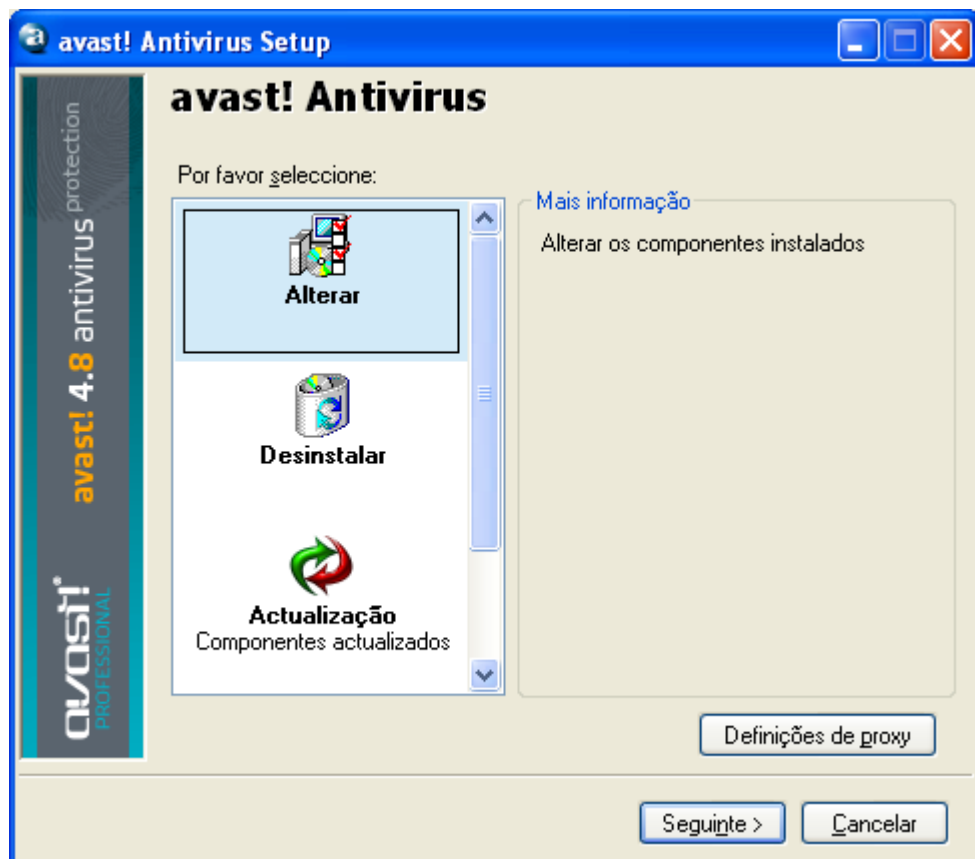 avast! Antivirus Setup
avast! Antivirus
Por favor seleccione:
Alterar
Desinstalar
Actualização
Componentes actualizados
Mais informação
Alterar os componentes instalados
Definições de proxy
Seguinte >
Cancelar
avast! 4.8 antivirus protection
avast!®
PROFESSIONAL